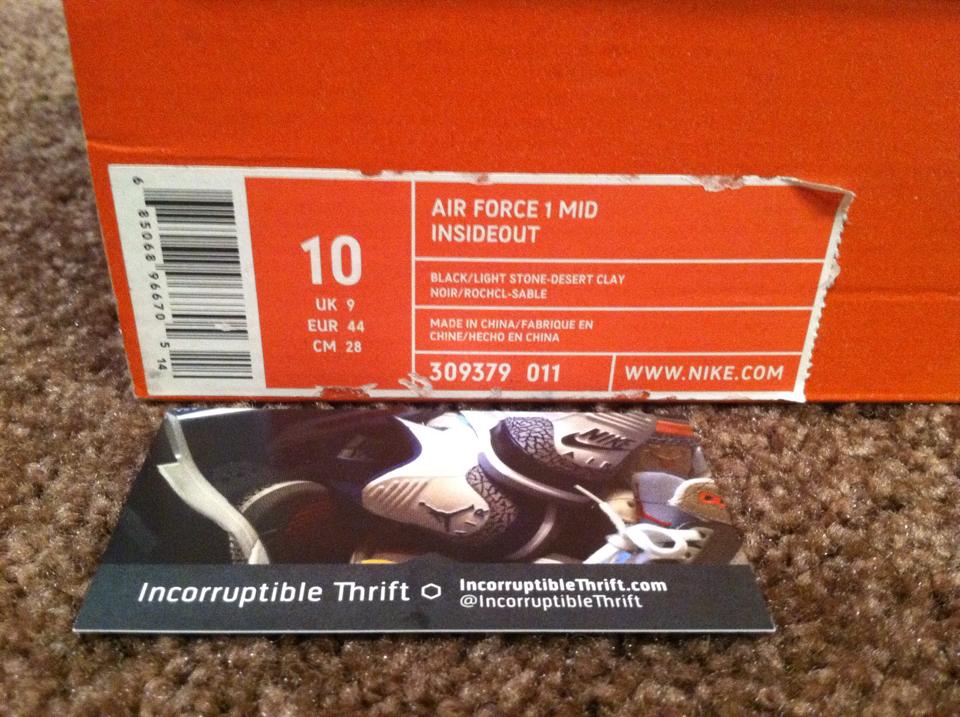 6 85068 96670 5 14
10
UK 9
EUR 44
CM 28
AIR FORCE 1 MID
INSIDEOUT
BLACK/LIGHT STONE-DESERT CLAY
NOIR/ROCHCL-SABLE
MADE IN CHINA/FABRIQUE EN
CHINE/HECHO EN CHINA
309379 011
WWW.NIKE.COM
NIKE
AIR
Incorruptible Thrift
IncorruptibleThrift.com
@IncorruptibleThrift